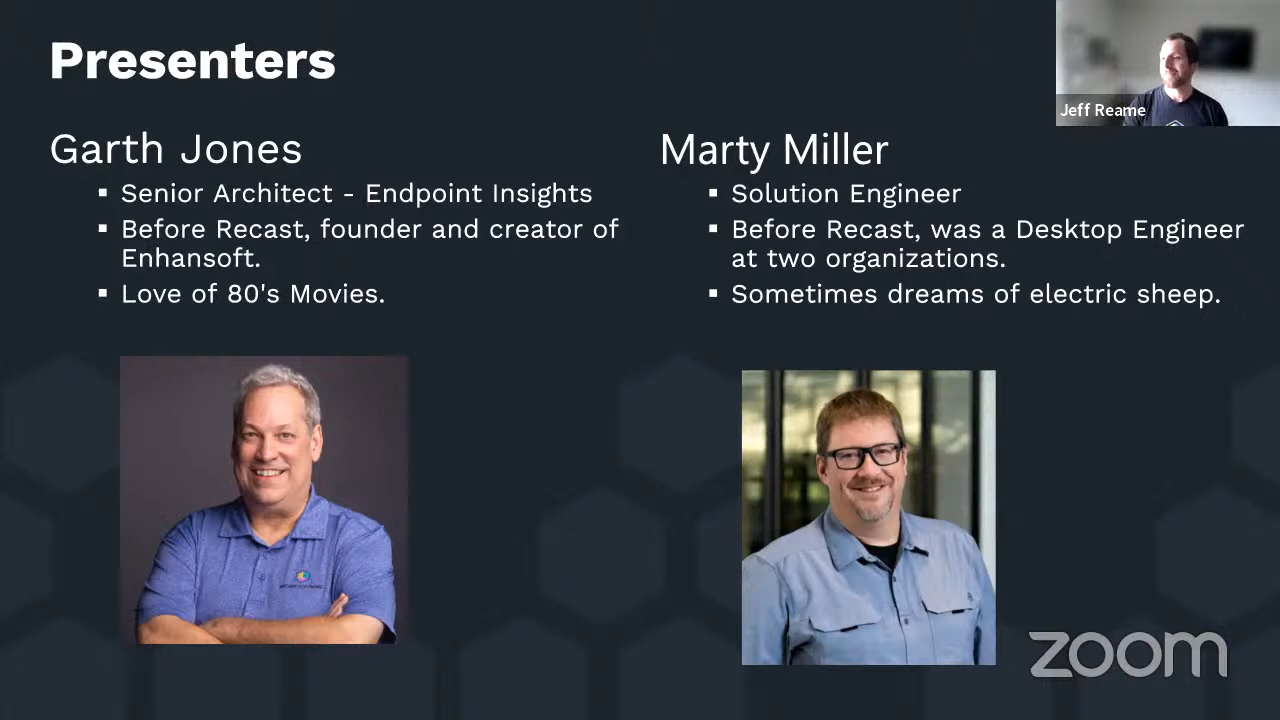 Presenters
Jeff Reame
Garth Jones
▪ Senior Architect - Endpoint Insights
▪ Before Recast, founder and creator of
Enhansoft.
▪ Love of 80's Movies.
Marty Miller
▪ Solution Engineer
▪ Before Recast, was a Desktop Engineer
at two organizations.
▪ Sometimes dreams of electric sheep.
RECAST SOFTWARE
zoom